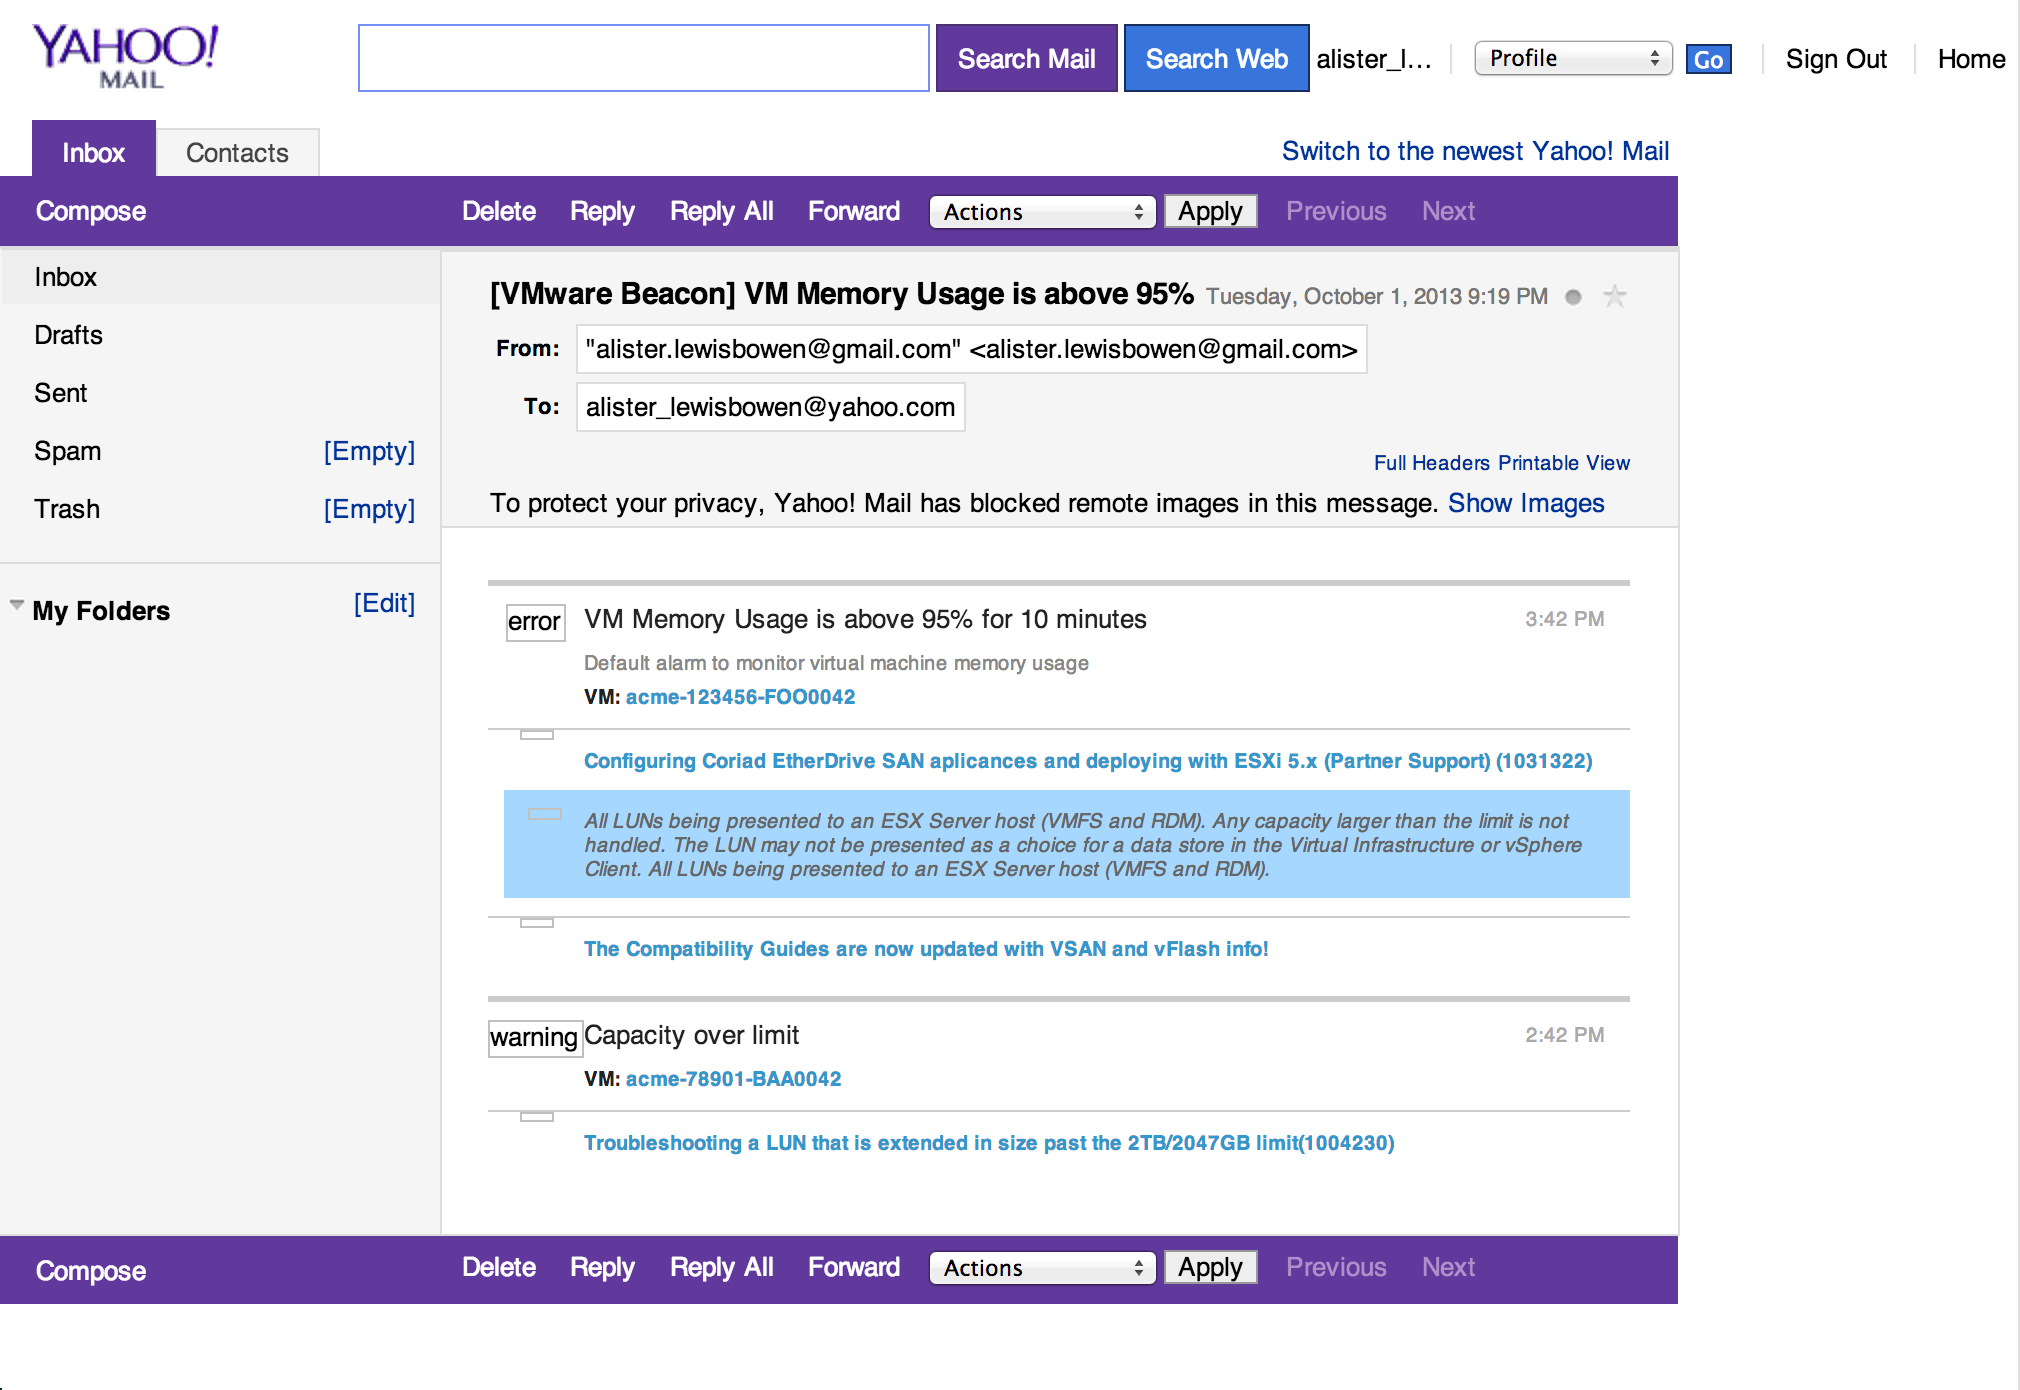 YAHOO!
MAIL
Search Mail
Search Web
alister_l...
Profile
Go
Sign Out
Home
Inbox
Contacts
Switch to the newest Yahoo! Mail
Compose
Delete
Reply
Reply All
Forward
Actions
Apply
Previous
Next
Inbox
Drafts
Sent
Spam [Empty]
Trash [Empty]
My Folders [Edit]
[VMware Beacon] VM Memory Usage is above 95% Tuesday, October 1, 2013 9:19 PM
From: "alister.lewisbowen@gmail.com" <alister.lewisbowen@gmail.com>
To: alister_lewisbowen@yahoo.com
Full Headers Printable View
To protect your privacy, Yahoo! Mail has blocked remote images in this message. Show Images
error VM Memory Usage is above 95% for 10 minutes 3:42 PM
Default alarm to monitor virtual machine memory usage
VM: acme-123456-FOO0042
Configuring Coriad EtherDrive SAN aplicances and deploying with ESXi 5.x (Partner Support) (1031322)
All LUNs being presented to an ESX Server host (VMFS and RDM). Any capacity larger than the limit is not
handled. The LUN may not be presented as a choice for a data store in the Virtual Infrastructure or vSphere
Client. All LUNs being presented to an ESX Server host (VMFS and RDM).
The Compatibility Guides are now updated with VSAN and vFlash info!
warning Capacity over limit 2:42 PM
VM: acme-78901-BAA0042
Troubleshooting a LUN that is extended in size past the 2TB/2047GB limit(1004230)
Compose
Delete
Reply
Reply All
Forward
Actions
Apply
Previous
Next